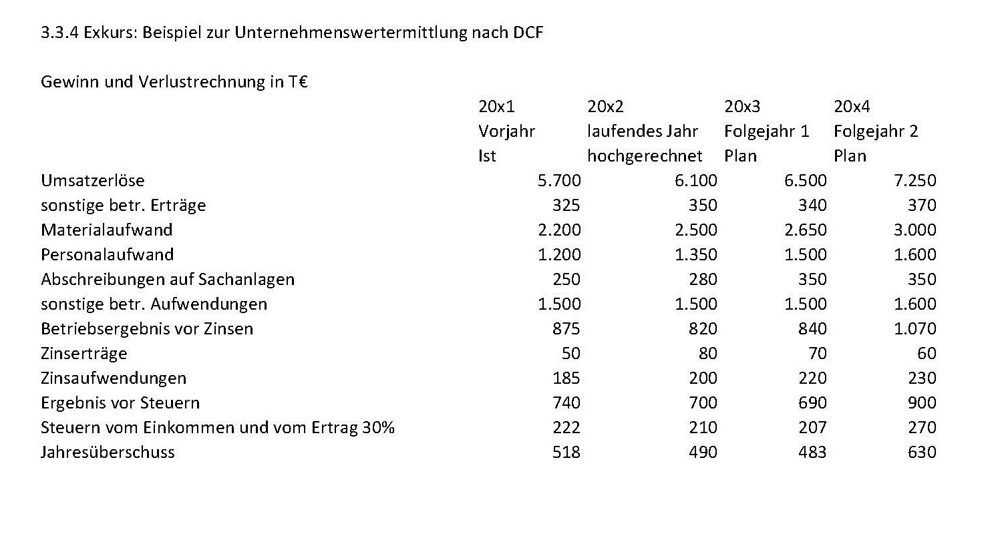 3.3.4 Exkurs: Beispiel zur Unternehmenswertermittlung nach DCF
Gewinn und Verlustrechnung in T€
20x1 20x2 20x3 20x4
Vorjahr laufendes Jahr Folgejahr 1 Folgejahr 2
Ist hochgerechnet Plan Plan
Umsatzerlöse 5.700 6.100 6.500 7.250
sonstige betr. Erträge 325 350 340 370
Materialaufwand 2.200 2.500 2.650 3.000
Personalaufwand 1.200 1.350 1.500 1.600
Abschreibungen auf Sachanlagen 250 280 350 350
sonstige betr. Aufwendungen 1.500 1.500 1.500 1.600
Betriebsergebnis vor Zinsen 875 820 840 1.070
Zinserträge 50 80 70 60
Zinsaufwendungen 185 200 220 230
Ergebnis vor Steuern 740 700 690 900
Steuern vom Einkommen und vom Ertrag 30% 222 210 207 270
Jahresüberschuss 518 490 483 630